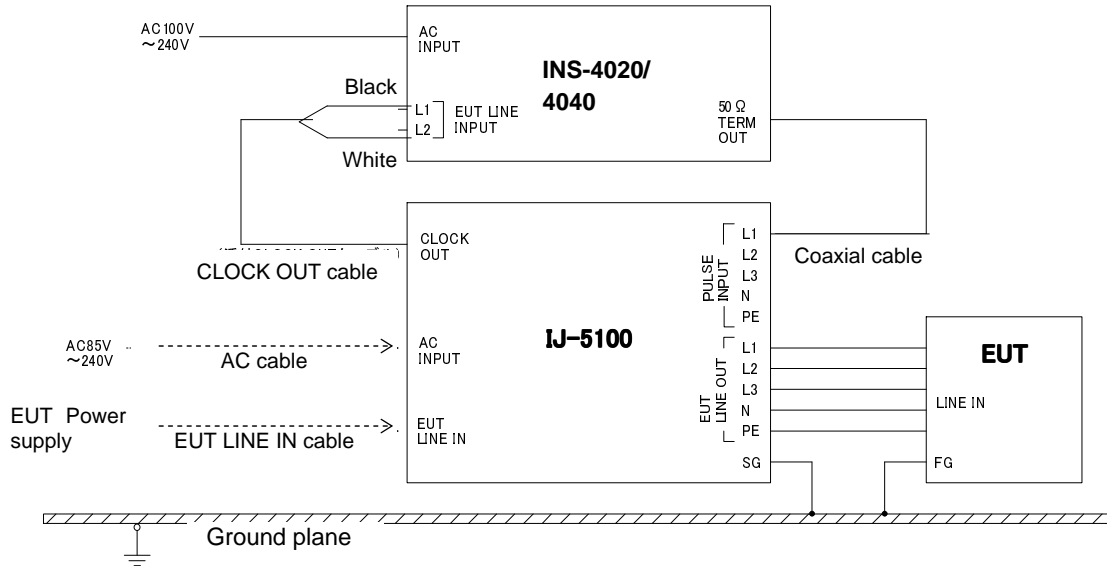 AC100V
～240V
AC
INPUT
INS-4020/
4040
Black
L1
L2
EUT LINE
INPUT
White
50Ω
TERM
OUT
CLOCK
OUT
CLOCK OUT cable
PULSE
INPUT
L1
L2
L3
N
PE
Coaxial cable
IJ-5100
AC85V
～240V
AC cable
AC
INPUT
EUT Power
supply
EUT LINE IN cable
EUT
LINE IN
EUT
LINE OUT
L1
L2
L3
N
PE
SG
EUT
LINE IN
FG
Ground plane